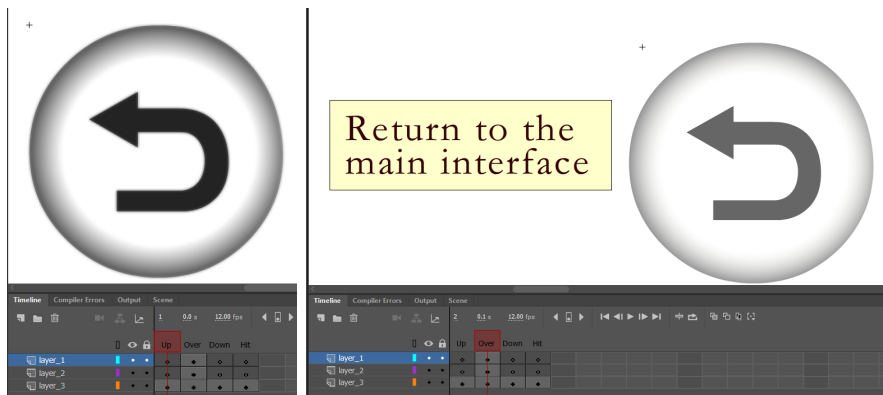 Return to the
main interface
Timeline Compiler Errors Output Scene
1 0.0 s 12.00 fps
Up Over Down Hit
layer_1
layer_2
layer_3
Timeline Compiler Errors Output Scene
2 0.1 s 12.00 fps
Up Over Down Hit
layer_1
layer_2
layer_3